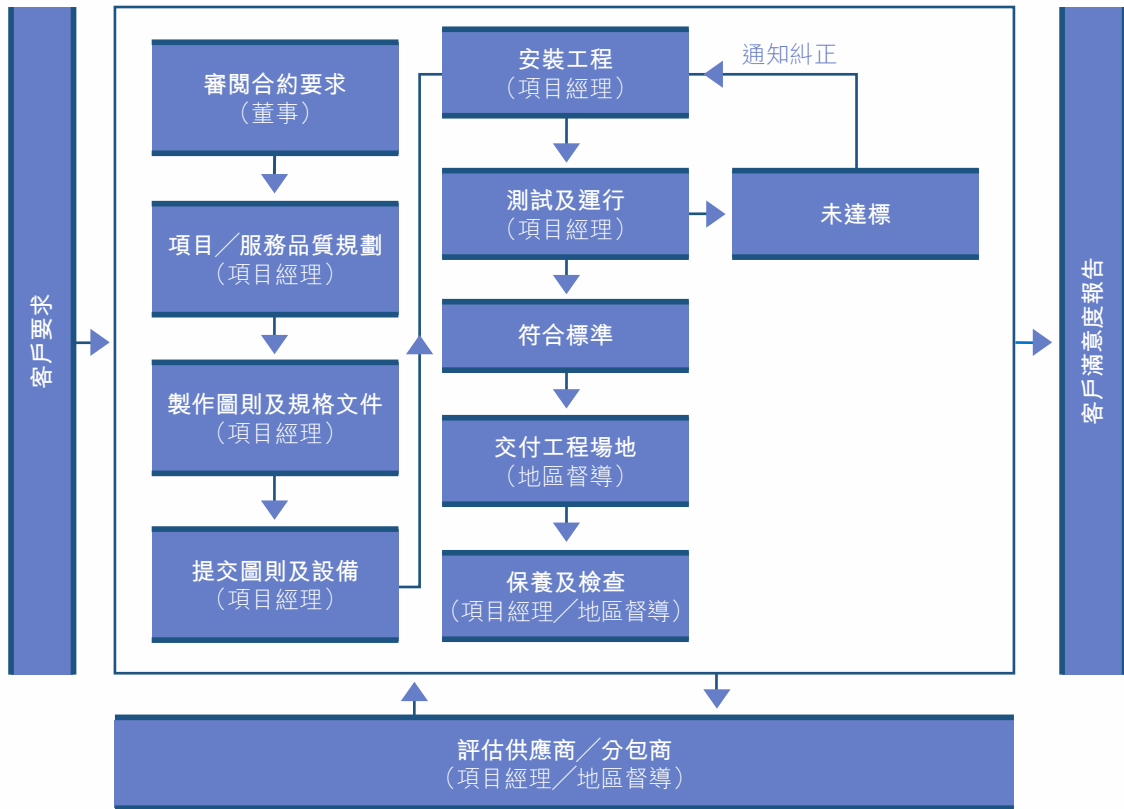 客戶要求
審閱合約要求
（董事）
項目／服務品質規劃
（項目經理）
製作圖則及規格文件
（項目經理）
提交圖則及設備
（項目經理）
安裝工程
（項目經理）
通知糾正
測試及運行
（項目經理）
未達標
符合標準
交付工程場地
（地區督導）
保養及檢查
（項目經理／地區督導）
客戶滿意度報告
評估供應商／分包商
（項目經理／地區督導）